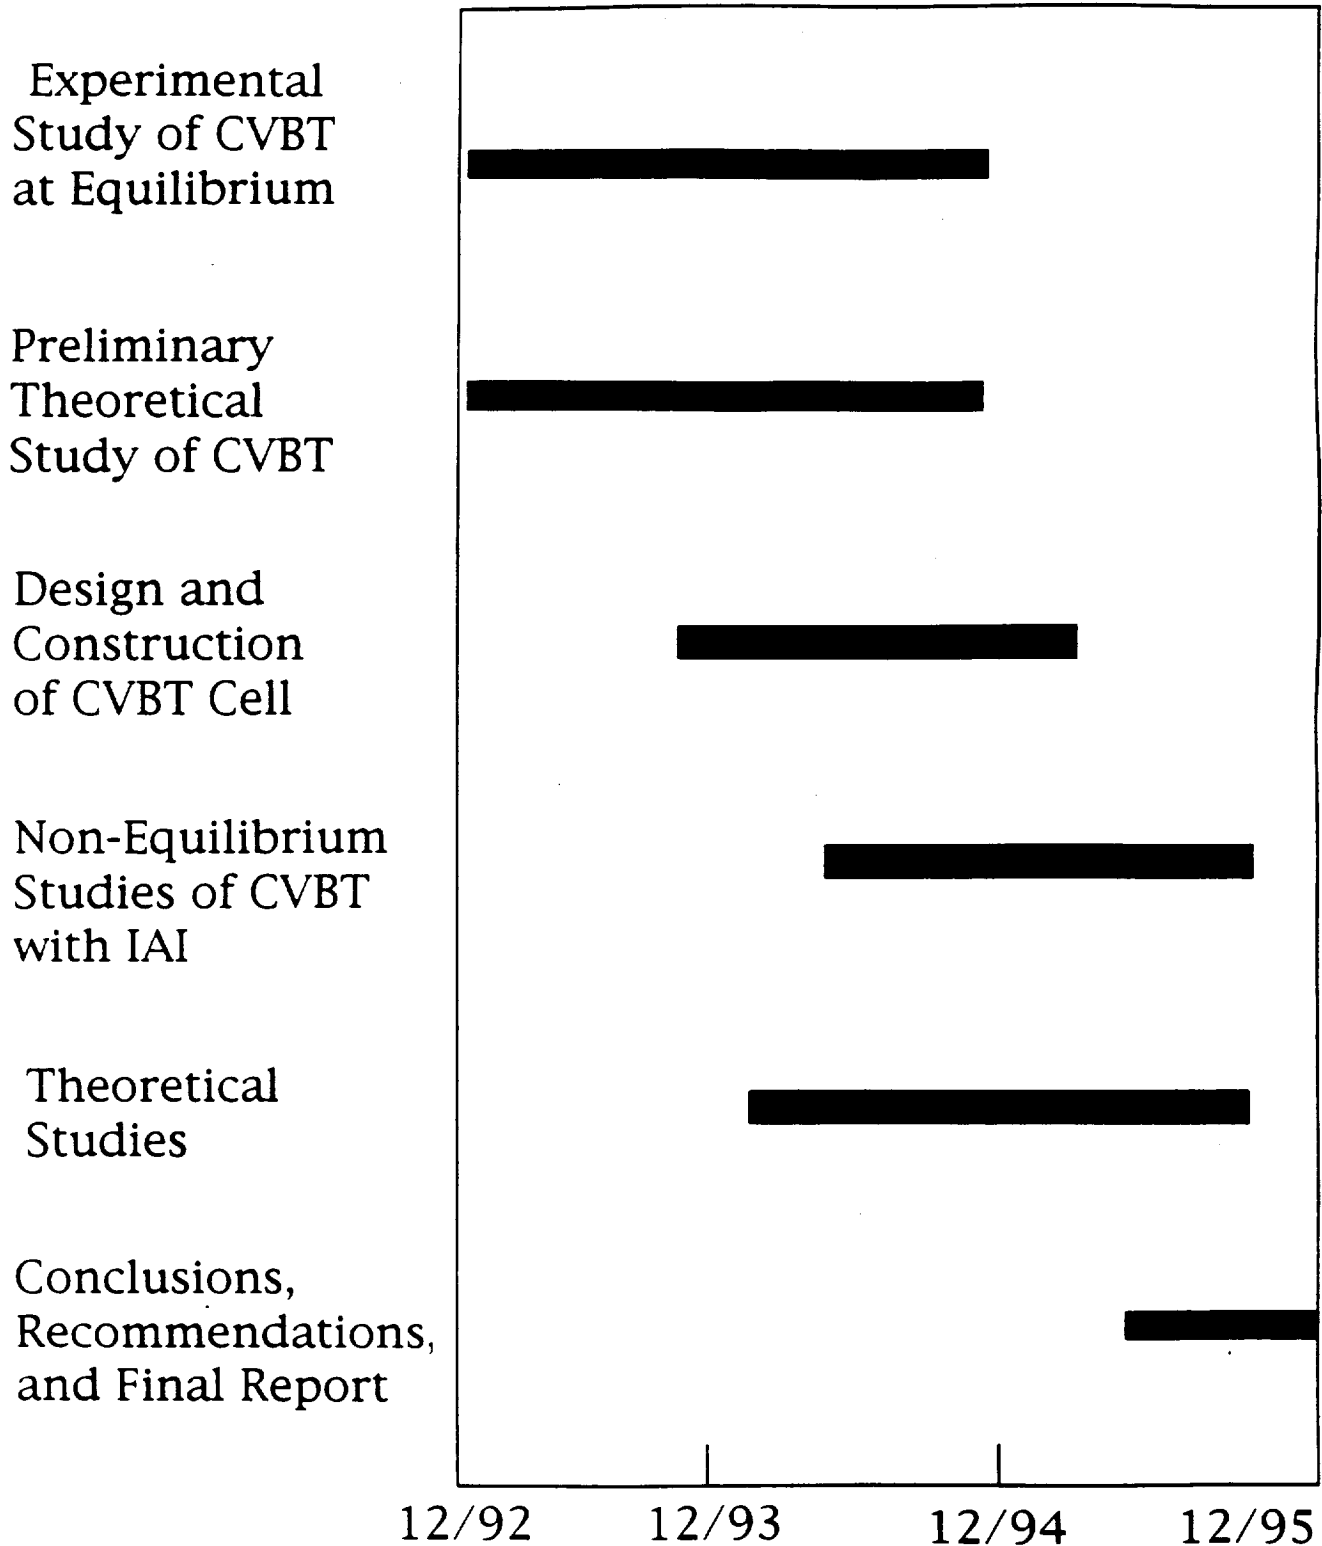 Experimental
Study of CVBT
at Equilibrium
Preliminary
Theoretical
Study of CVBT
Design and
Construction
of CVBT Cell
Non-Equilibrium
Studies of CVBT
with IAI
Theoretical
Studies
Conclusions,
Recommendations,
and Final Report
12/92 12/93 12/94 12/95